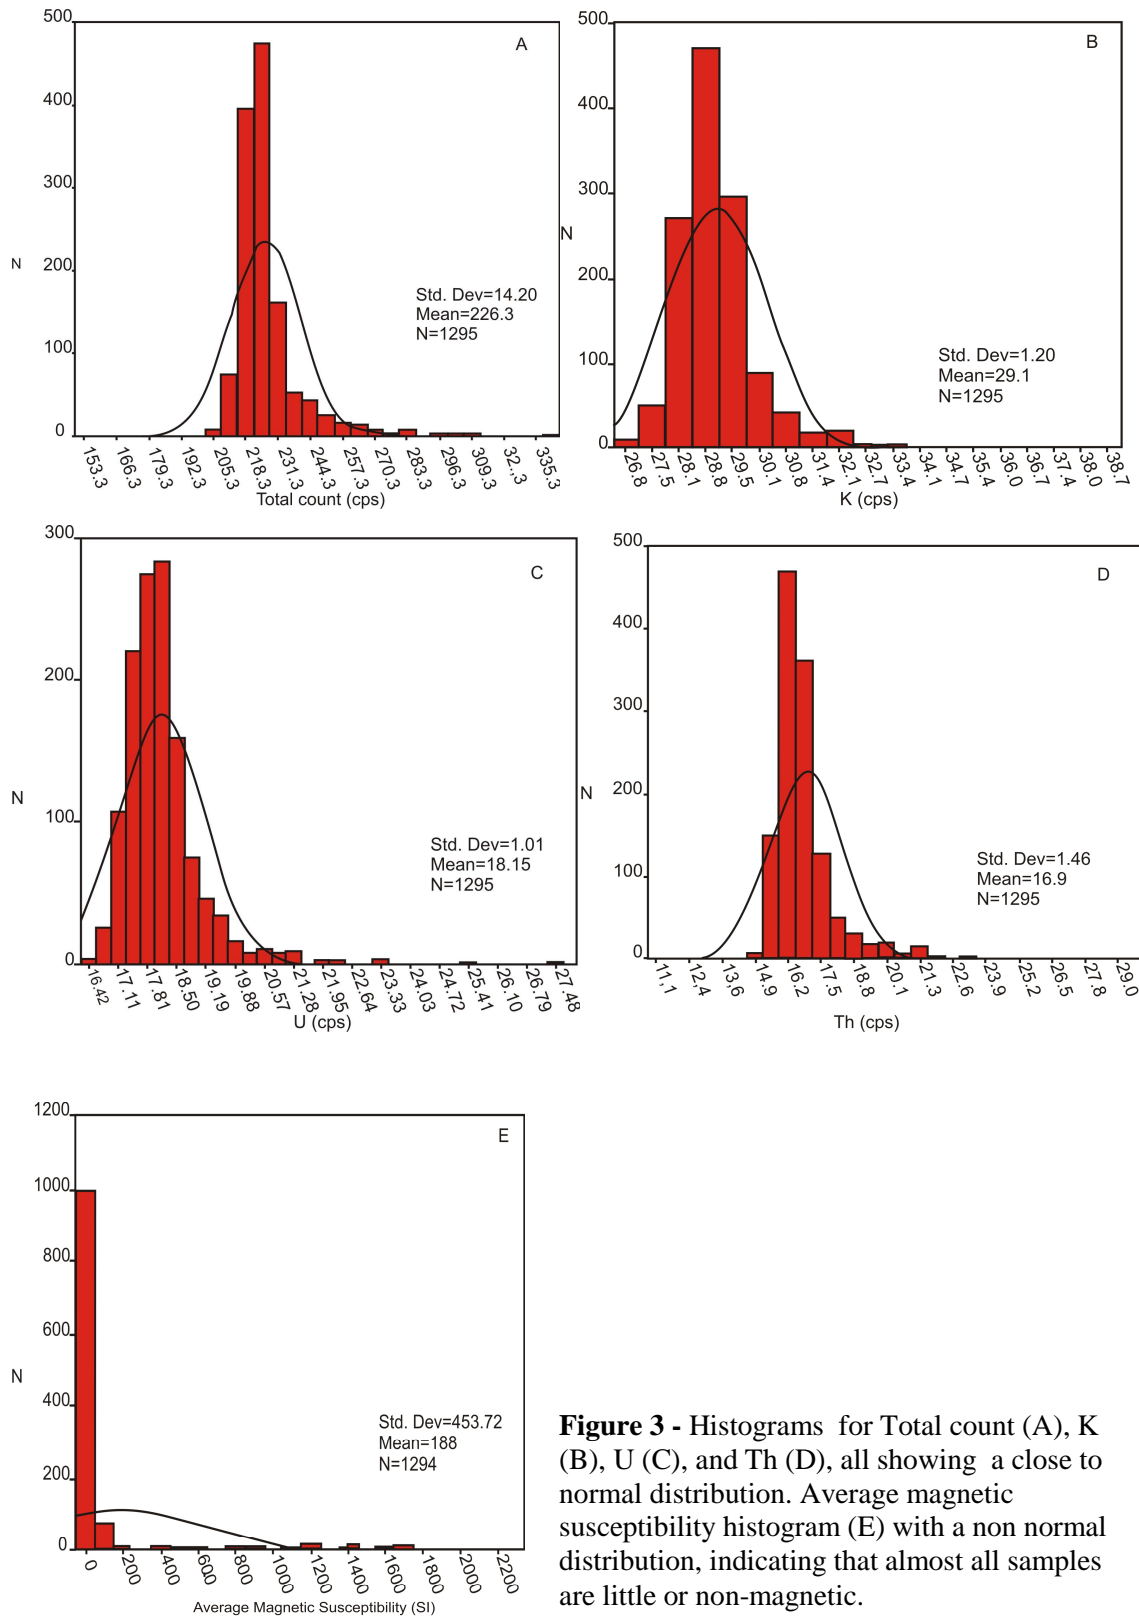 500
400
300
200
100
0
N
A
Std. Dev=14.20
Mean=226.3
N=1295
153.3
166.3
179.3
192.3
205.3
218.3
231.3
244.3
257.3
270.3
283.3
296.3
309.3
32.,3
335.3
Total count (cps)
500
400
300
200
100
0
N
B
Std. Dev=1.20
Mean=29.1
N=1295
26.8
27.5
28.1
28.8
29.5
30.1
30.8
31.4
32.1
32.7
33.4
34.1
34.7
35.4
36.0
36.7
37.4
38.0
38.7
K (cps)
300
200
100
0
N
C
Std. Dev=1.01
Mean=18.15
N=1295
16.42
17.11
17.81
18.50
19.19
19.88
20.57
21.28
21.95
22.64
23.33
24.03
24.72
25.41
26.10
26.79
27.48
U (cps)
500
400
300
200
100
0
N
D
Std. Dev=1.46
Mean=16.9
N=1295
11,1
12.4
13.6
14.9
16.2
17.5
18.8
20.1
21.3
22.6
23.9
25.2
26.5
27.8
29.0
Th (cps)
1200
1000
800
600
400
200
0
N
E
Std. Dev=453.72
Mean=188
N=1294
0
200
400
600
800
1000
1200
1400
1600
1800
2000
2200
Average Magnetic Susceptibility (SI)
Figure 3 - Histograms for Total count (A), K
(B), U (C), and Th (D), all showing a close to
normal distribution. Average magnetic
susceptibility histogram (E) with a non normal
distribution, indicating that almost all samples
are little or non-magnetic.